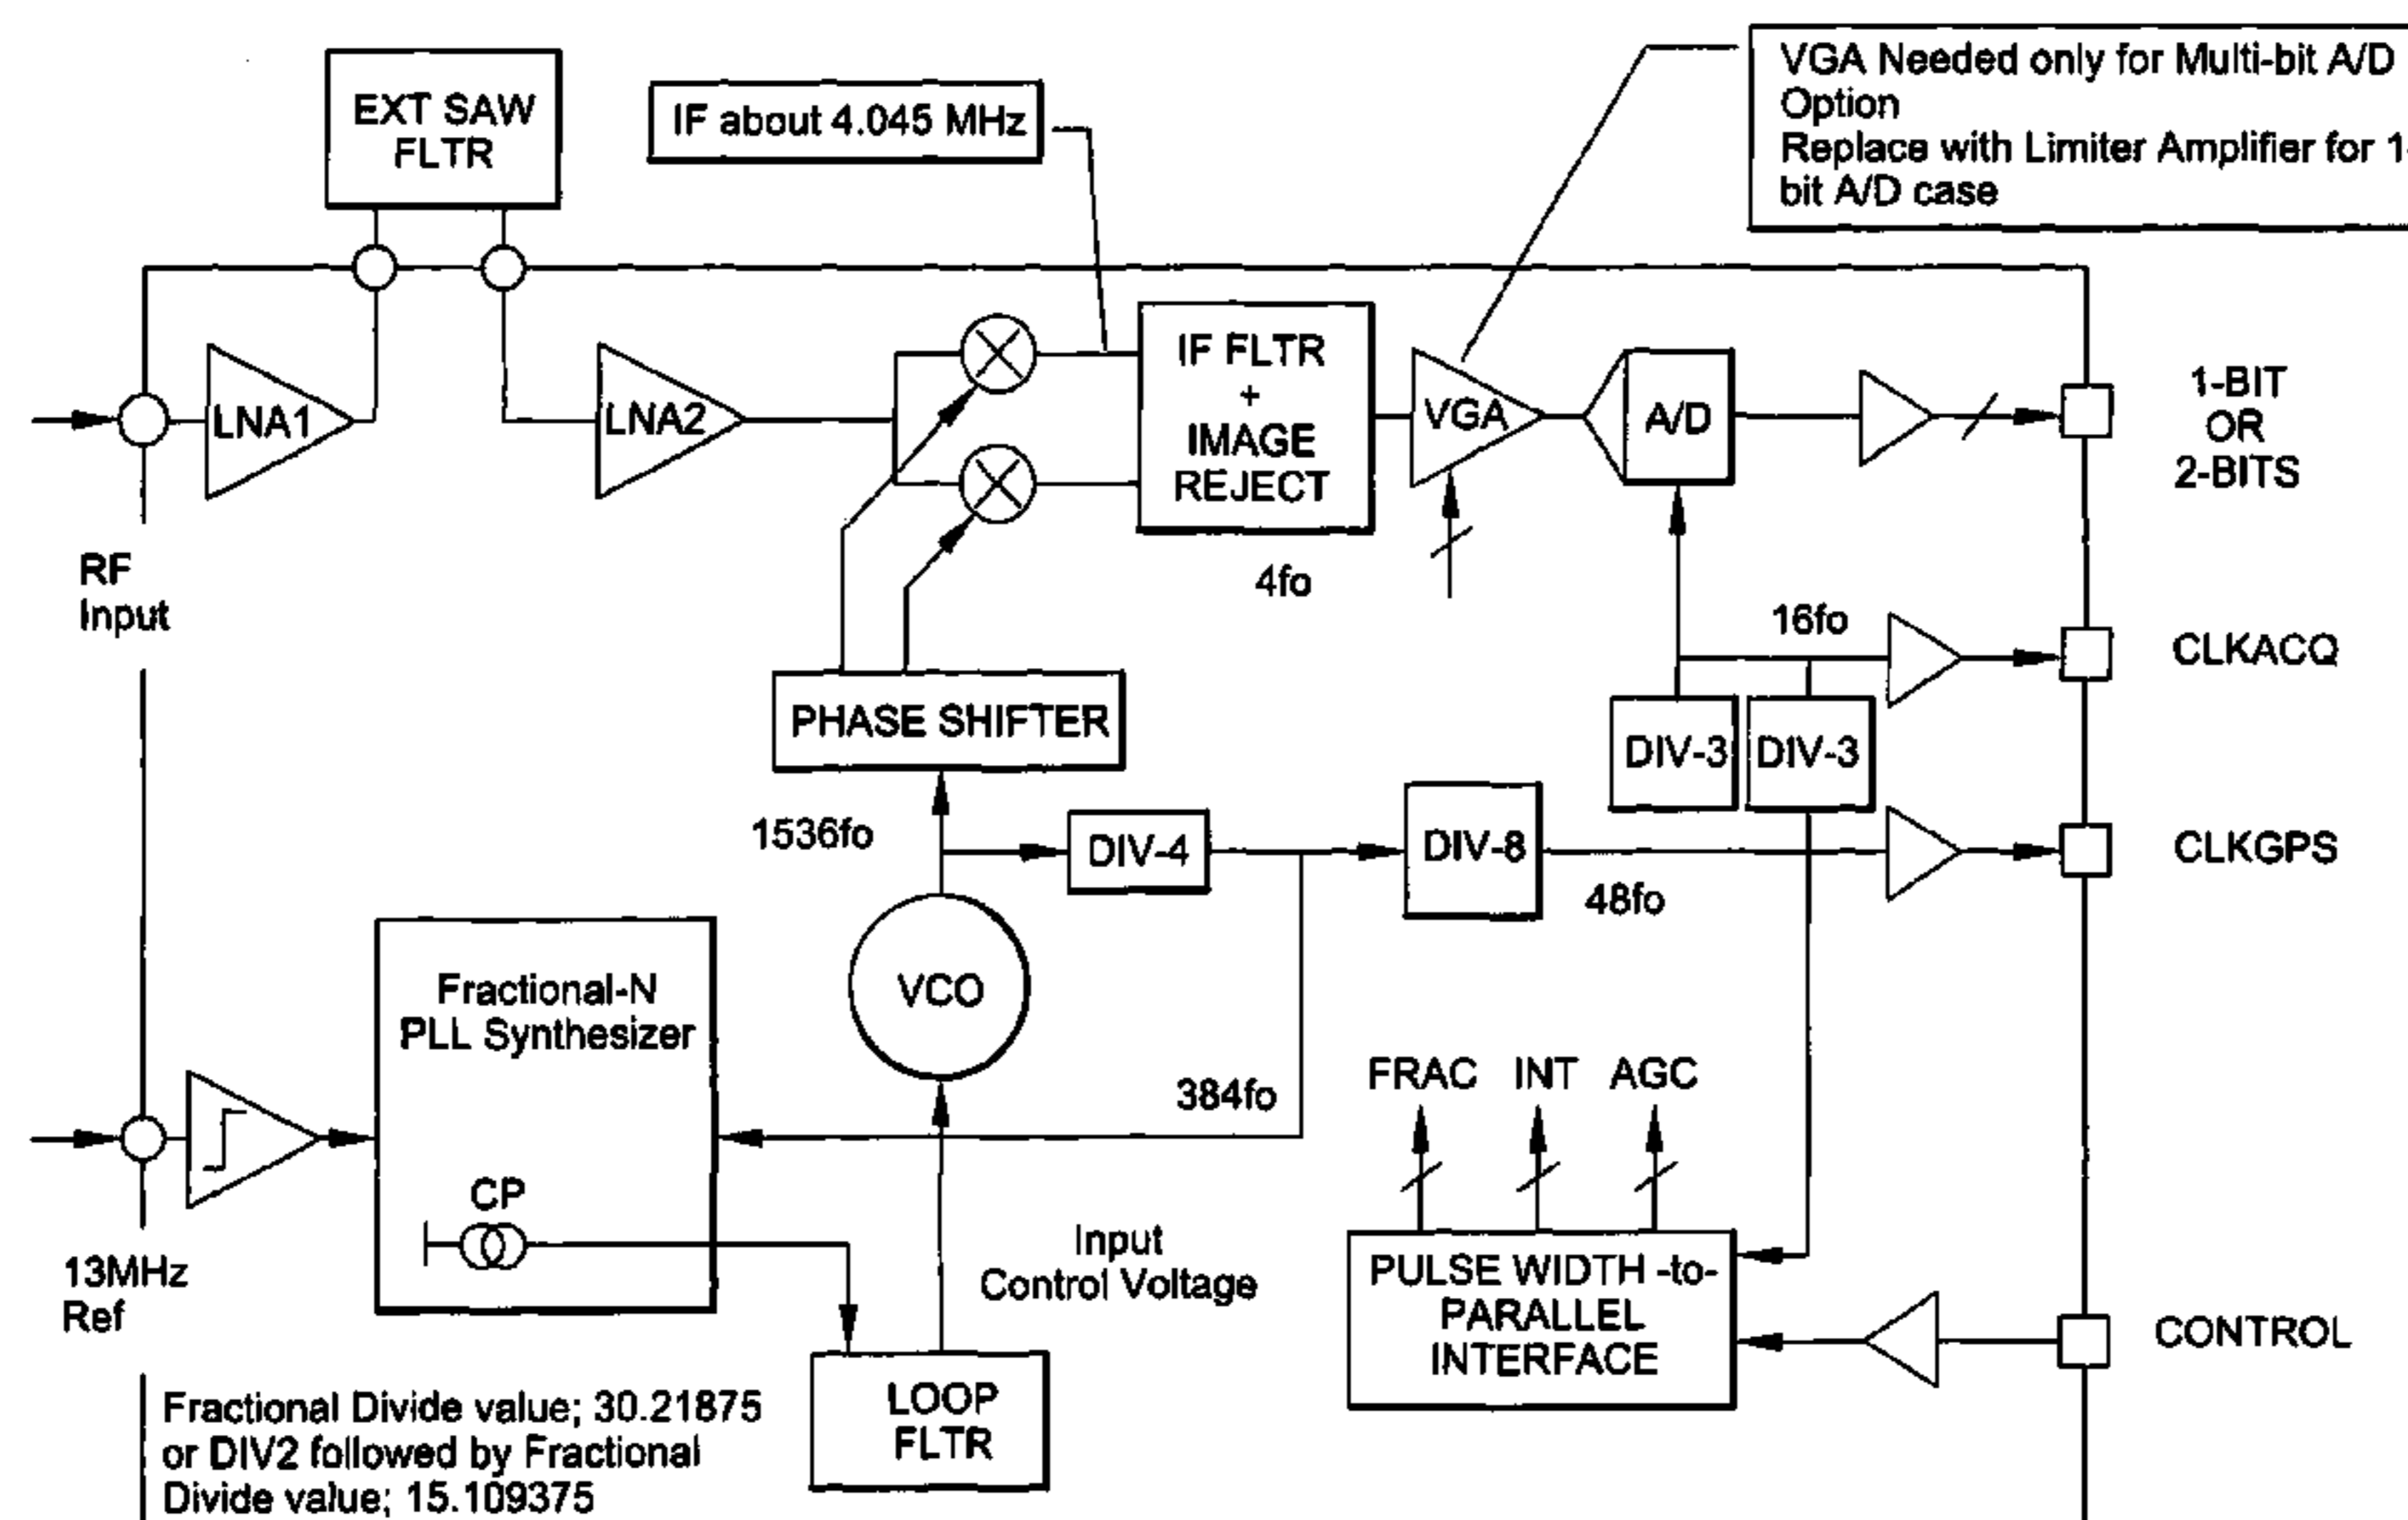 EXT SAW
FLTR
IF about 4.045 MHz
VGA Needed only for Multi-bit A/D
Option
Replace with Limiter Amplifier for 1-
bit A/D case
LNA1
LNA2
IF FLTR
+
IMAGE
REJECT
VGA
A/D
1-BIT
OR
2-BITS
RF
Input
4fo
16fo
CLKACQ
PHASE SHIFTER
DIV-3
DIV-3
1536fo
DIV-4
DIV-8
CLKGPS
48fo
VCO
Fractional-N
PLL Synthesizer
384fo
FRAC
INT
AGC
CP
13MHz
Ref
Input
Control Voltage
PULSE WIDTH -to-
PARALLEL
INTERFACE
CONTROL
LOOP
FLTR
Fractional Divide value; 30.21875
or DIV2 followed by Fractional
Divide value; 15.109375